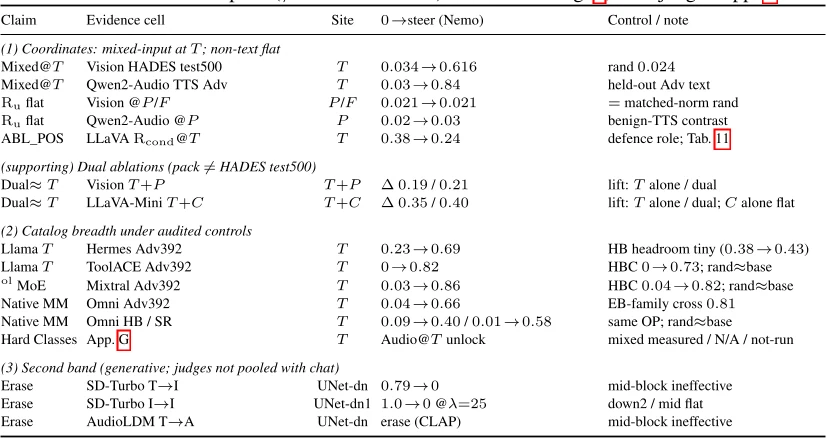 Claim Evidence cell Site 0→steer (Nemo) Control / note
(1) Coordinates: mixed-input at T; non-text flat
Mixed@T Vision HADES test500 T 0.034→0.616 rand 0.024
Mixed@T Qwen2-Audio TTS Adv T 0.03→0.84 held-out Adv text
Ru flat Vision @P/F P/F 0.021→0.021 = matched-norm rand
Ru flat Qwen2-Audio @P P 0.02→0.03 benign-TTS contrast
ABL_POS LLaVA Rcond@T T 0.38→0.24 defence role; Tab. 11
(supporting) Dual ablations (pack ≠ HADES test500)
Dual≈ T Vision T+P T+P Δ 0.19 / 0.21 lift: T alone / dual
Dual≈ T LLaVA-Mini T+C T+C Δ 0.35 / 0.40 lift: T alone / dual; C alone flat
(2) Catalog breadth under audited controls
Llama T Hermes Adv392 T 0.23→0.69 HB headroom tiny (0.38→0.43)
Llama T ToolACE Adv392 T 0→0.82 HBC 0→0.73; rand≈base
ol MoE Mixtral Adv392 T 0.03→0.86 HBC 0.04→0.82; rand≈base
Native MM Omni Adv392 T 0.04→0.66 EB-family cross 0.81
Native MM Omni HB / SR T 0.09→0.40 / 0.01→0.58 same OP; rand≈base
Hard Classes App. G T Audio@T unlock mixed measured / N/A / not-run
(3) Second band (generative; judges not pooled with chat)
Erase SD-Turbo T→I UNet-dn 0.79→0 mid-block ineffective
Erase SD-Turbo I→I UNet-dn1 1.0→0 @λ=25 down2 / mid flat
Erase AudioLDM T→A UNet-dn erase (CLAP) mid-block ineffective